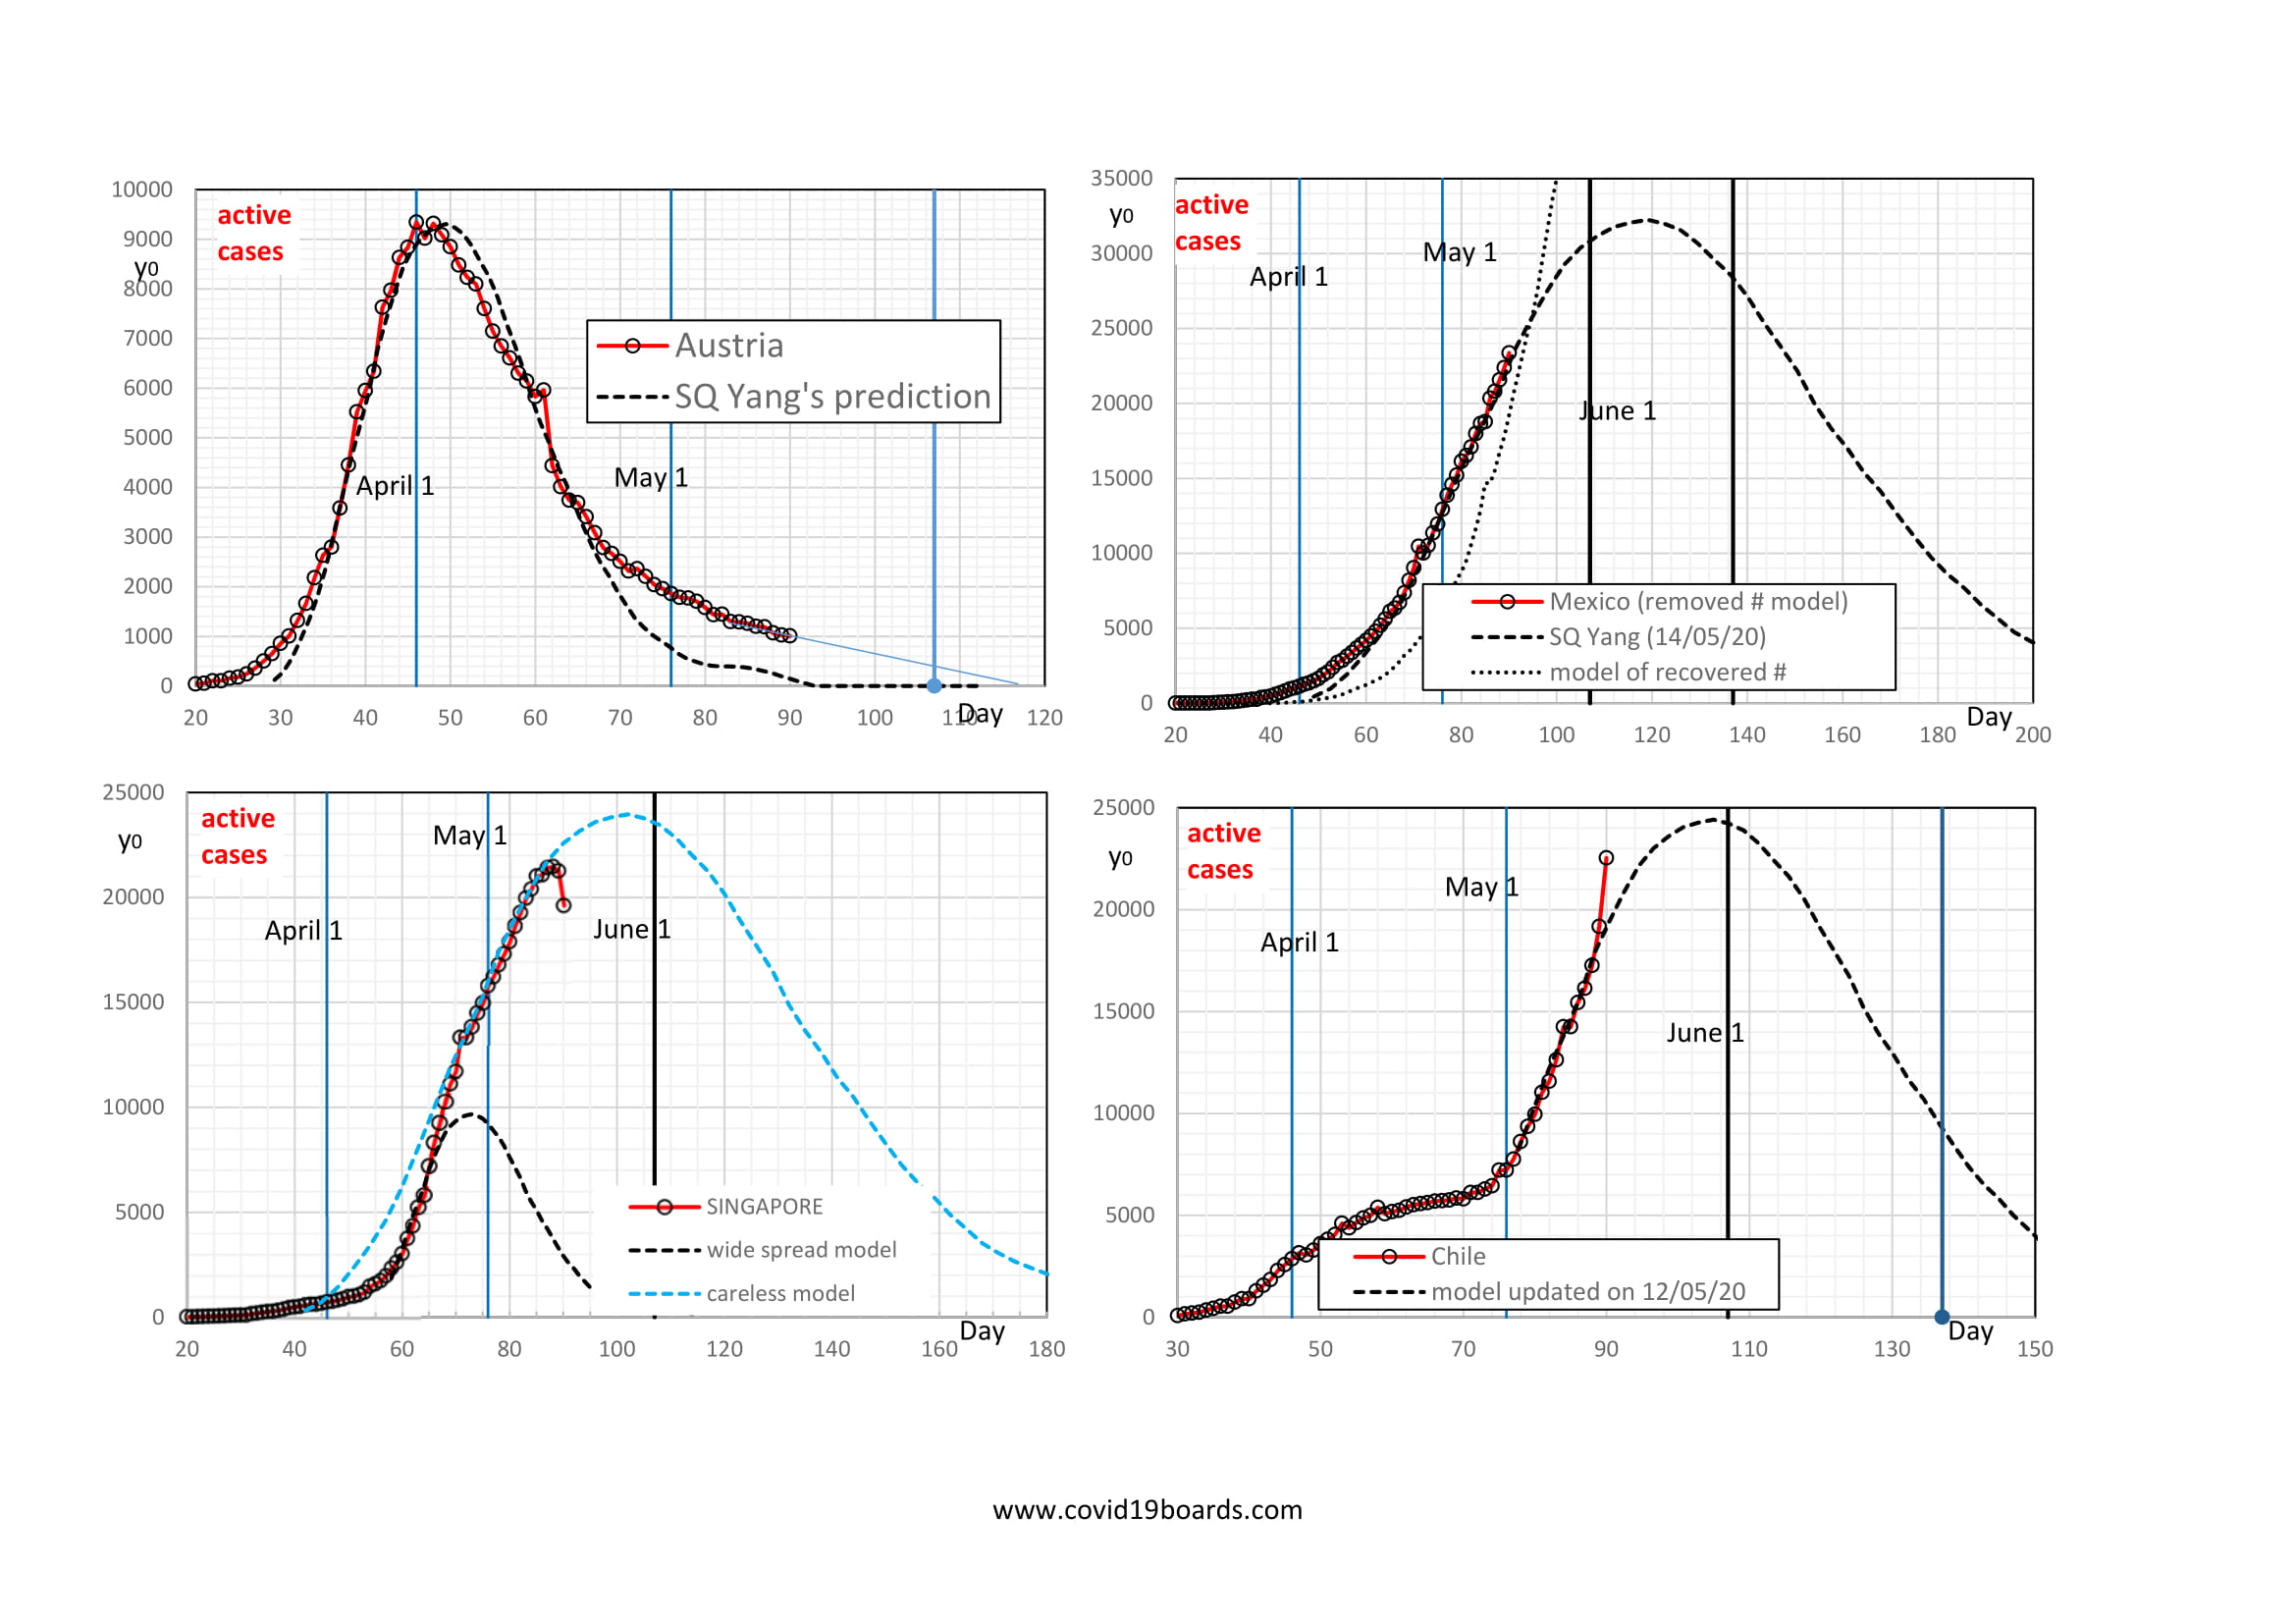 active
cases
y0
10000
9000
8000
7000
6000
5000
4000
3000
2000
1000
0
April 1
May 1
Austria
SQ Yang's prediction
20 30 40 50 60 70 80 90 100 110 120
Day
35000
30000
25000
20000
15000
10000
5000
0
y0
active
cases
April 1
May 1
June 1
Mexico (removed # model)
SQ Yang (14/05/20)
model of recovered #
Day
20 40 60 80 100 120 140 160 180 200
25000
20000
15000
10000
5000
0
y0
active
cases
May 1
April 1
June 1
SINGAPORE
wide spread model
careless model
Day
20 40 60 80 100 120 140 160 180
25000
20000
15000
10000
5000
0
y0
active
cases
May 1
April 1
June 1
Chile
model updated on 12/05/20
Day
30 50 70 90 110 130 150
www.covid19boards.com